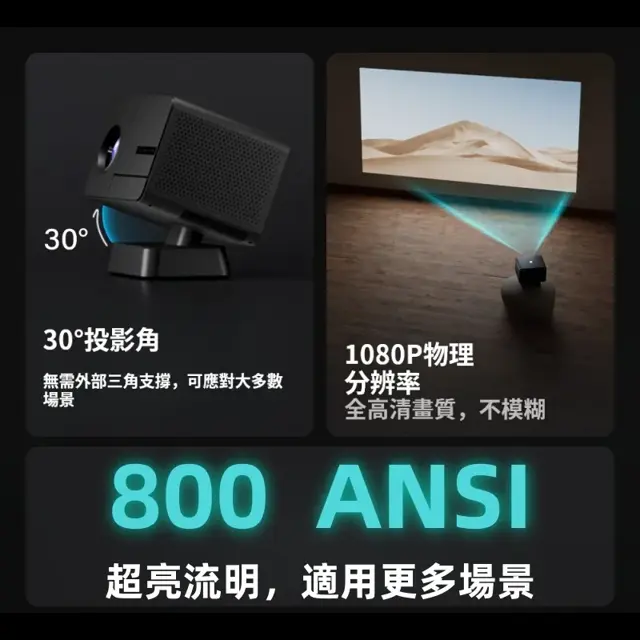 30°
30°投影角
無需外部三角支撐，可應對大多數
場景
1080P物理
分辨率
全高清畫質，不模糊
800 ANSI
超亮流明，適用更多場景